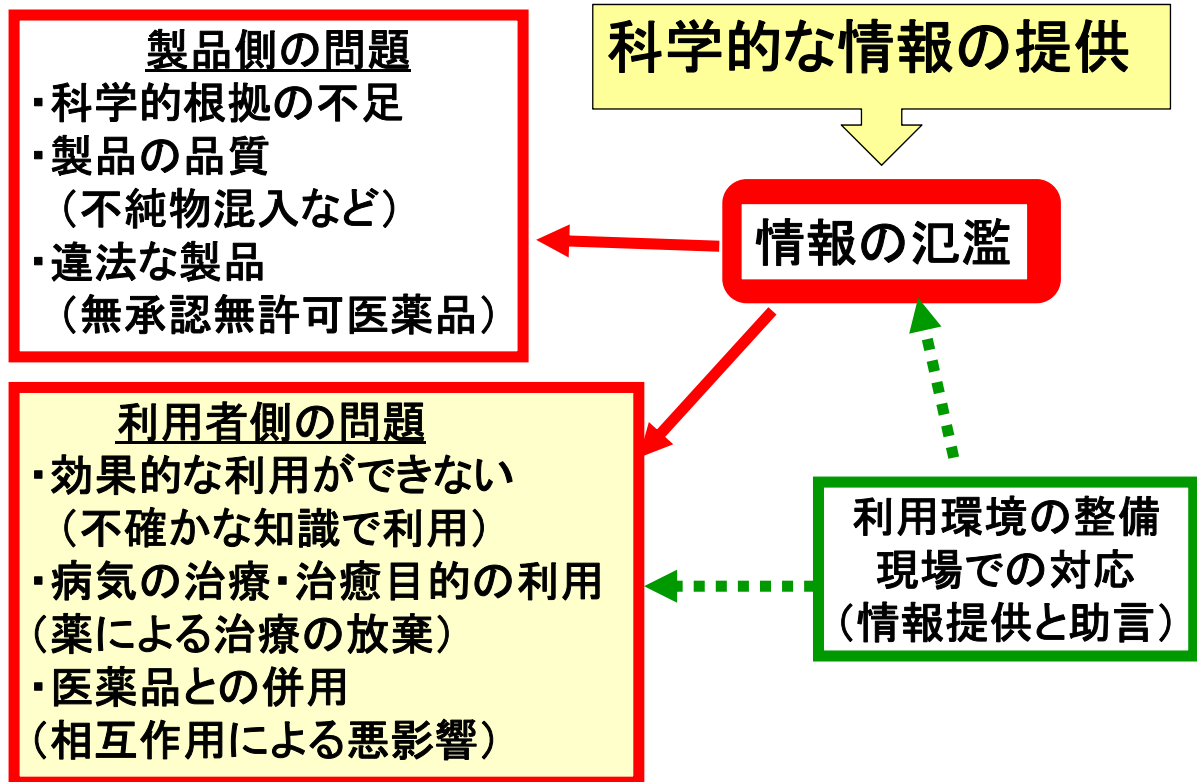 製品側の問題
・科学的根拠の不足
・製品の品質
（不純物混入など）
・違法な製品
（無承認無許可医薬品）
科学的な情報の提供
情報の氾濫
利用者側の問題
・効果的な利用ができない
（不確かな知識で利用）
・病気の治療・治癒目的の利用
（薬による治療の放棄）
・医薬品との併用
（相互作用による悪影響）
利用環境の整備
現場での対応
（情報提供と助言）